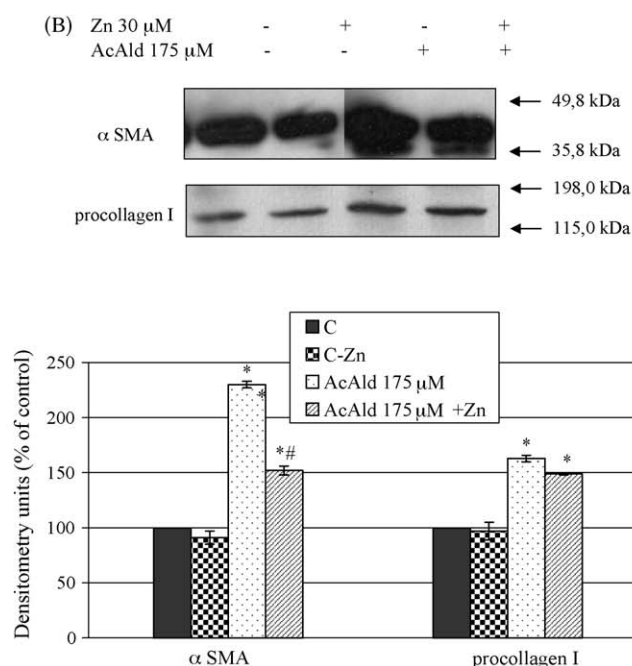 (B) Zn 30 μM - + - +
AcAld 175 μM - - + +
α SMA
49,8 kDa
35,8 kDa
procollagen I
198,0 kDa
115,0 kDa
C
C-Zn
AcAld 175 μM
AcAld 175 μM +Zn
Densitometry units (% of control)
250
200
150
100
50
0
* *
*#
*
*
α SMA procollagen I